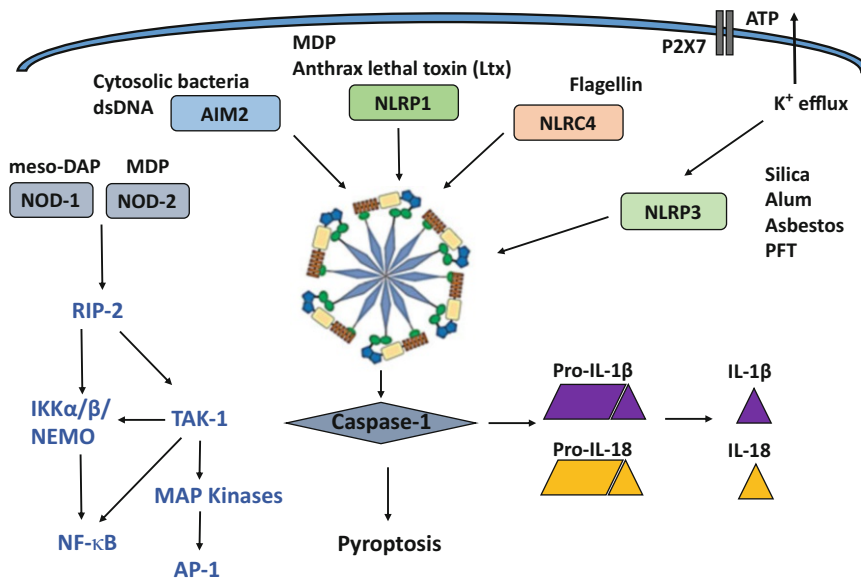 ATP
P2X7
K+ efflux
MDP
Anthrax lethal toxin (Ltx)
NLRP1
Cytosolic bacteria
dsDNA
AIM2
Flagellin
NLRC4
meso-DAP
NOD-1
MDP
NOD-2
Silica
Alum
Asbestos
PFT
NLRP3
RIP-2
IKKα/β/
NEMO
TAK-1
MAP Kinases
NF-κB
AP-1
Caspase-1
Pyroptosis
Pro-IL-1β
IL-1β
Pro-IL-18
IL-18